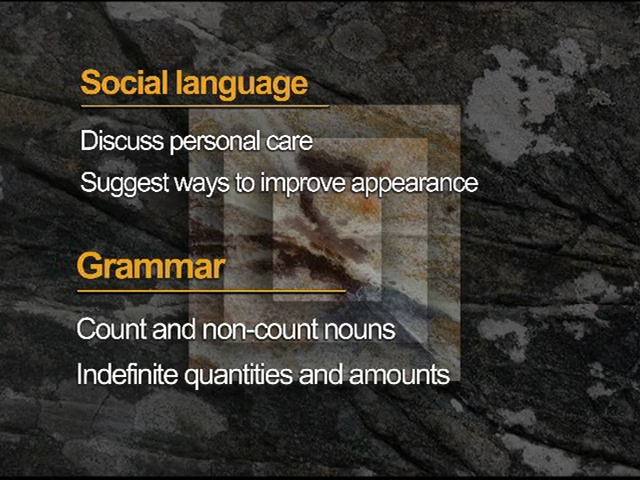 Social language
Discuss personal care
Suggest ways to improve appearance
Grammar
Count and non-count nouns
Indefinite quantities and amounts